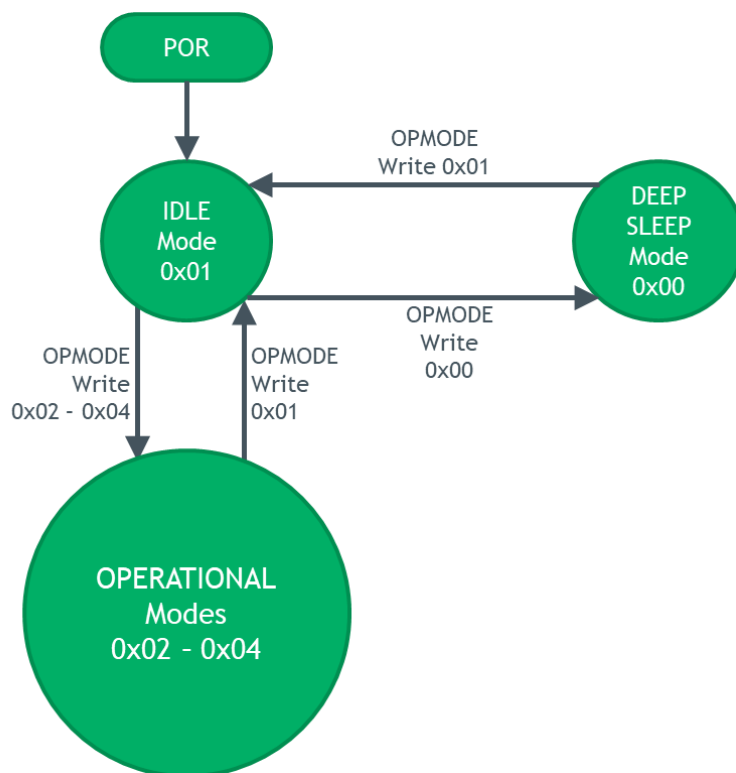 POR
OPMODE
Write 0x01
IDLE
Mode
0x01
DEEP
SLEEP
Mode
0x00
OPMODE
Write
0x00
OPMODE
Write
0x02 – 0x04
OPMODE
Write
0x01
OPERATIONAL
Modes
0x02 – 0x04